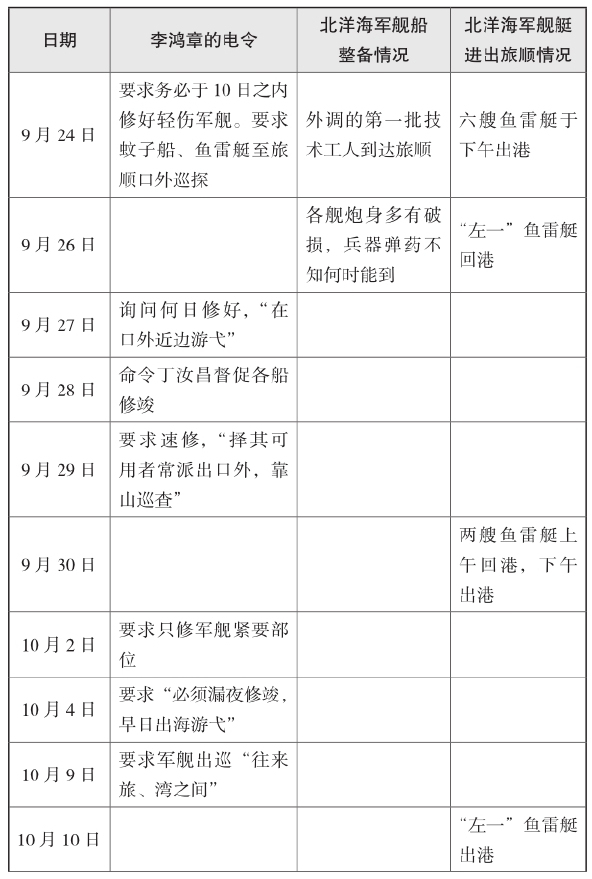 日期
李鸿章的电令
北洋海军舰船
整备情况
北洋海军舰艇
进出旅顺情况
9 月 24 日
要求务必于 10 日之内
修好轻伤军舰。要求
蚊子船、鱼雷艇至旅
顺口外巡探
外调的第一批技
术工人到达旅顺
六艘鱼雷艇于
下午出港
9 月 26 日
各舰炮身多有破
损，兵器弹药不
知何时能到
“左一”鱼雷艇
回港
9 月 27 日
询问何日修好，“在
口外近边游弋”
9 月 28 日
命令丁汝昌督促各船
修竣
9 月 29 日
要求速修，“择其可
用者常派出口外，靠
山巡查”
9 月 30 日
两艘鱼雷艇上
午回港，下午
出港
10 月 2 日
要求只修军舰紧要部
位
10 月 4 日
要求“必须漏夜修竣，
早日出海游弋”
10 月 9 日
要求军舰出巡“往来
旅、湾之间”
10 月 10 日
“左一”鱼雷艇
出港